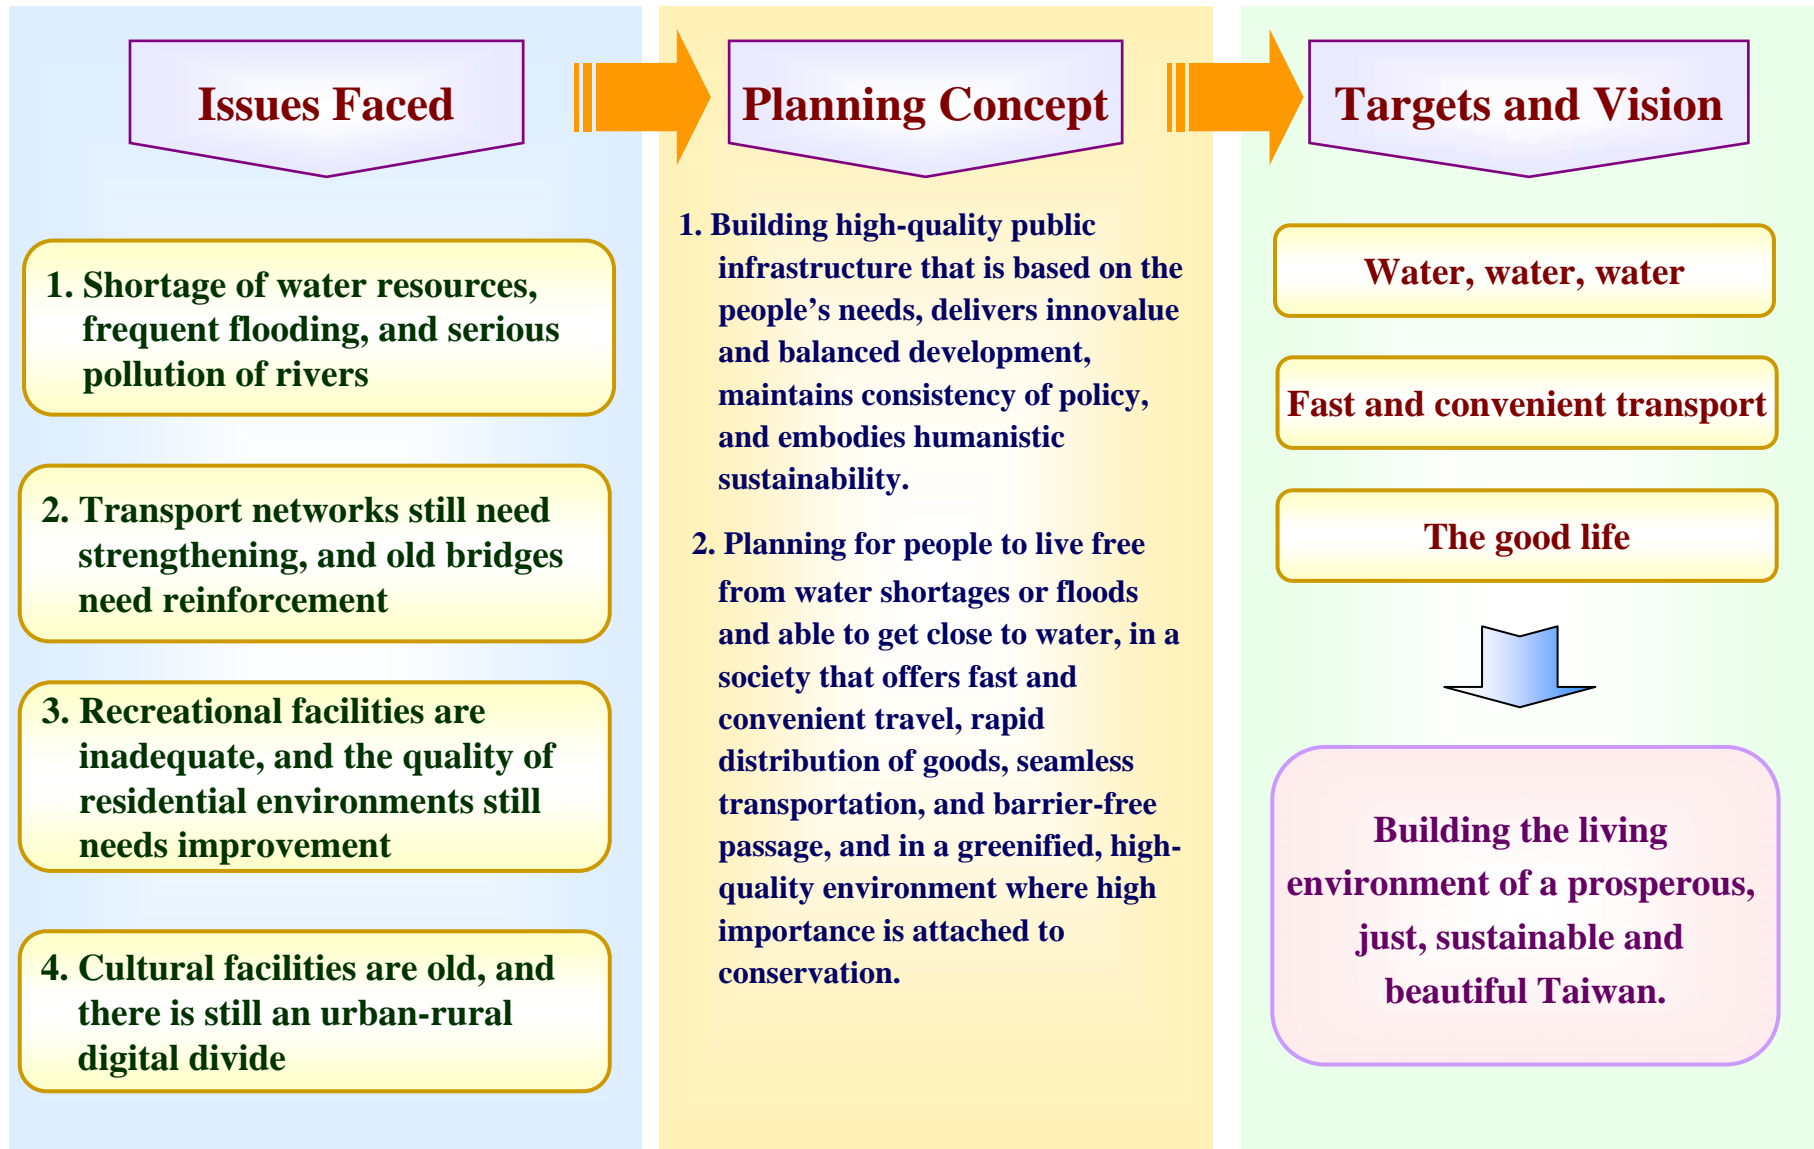 Issues Faced
1. Shortage of water resources,
frequent flooding, and serious
pollution of rivers
2. Transport networks still need
strengthening, and old bridges
need reinforcement
3. Recreational facilities are
inadequate, and the quality of
residential environments still
needs improvement
4. Cultural facilities are old, and
there is still an urban-rural
digital divide
Planning Concept
1. Building high-quality public
infrastructure that is based on the
people’s needs, delivers innovalue
and balanced development,
maintains consistency of policy,
and embodies humanistic
sustainability.
2. Planning for people to live free
from water shortages or floods
and able to get close to water, in a
society that offers fast and
convenient travel, rapid
distribution of goods, seamless
transportation, and barrier-free
passage, and in a greenified, high-
quality environment where high
importance is attached to
conservation.
Targets and Vision
Water, water, water
Fast and convenient transport
The good life
Building the living
environment of a prosperous,
just, sustainable and
beautiful Taiwan.